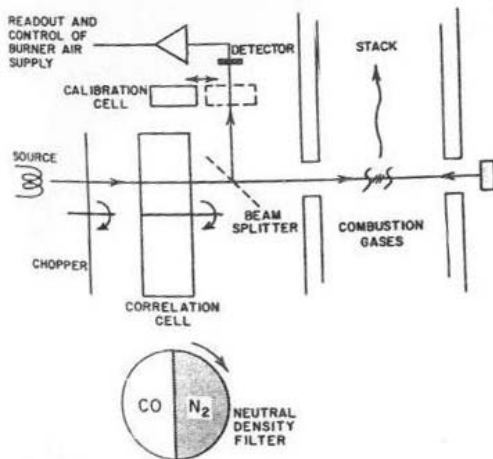 READOUT AND
CONTROL OF
BURNER AIR
SUPPLY
DETECTOR
STACK
CALIBRATION
CELL
SOURCE
BEAM
SPLITTER
COMBUSTION
GASES
CHOPPER
CORRELATION
CELL
CO
N₂
NEUTRAL
DENSITY
FILTER